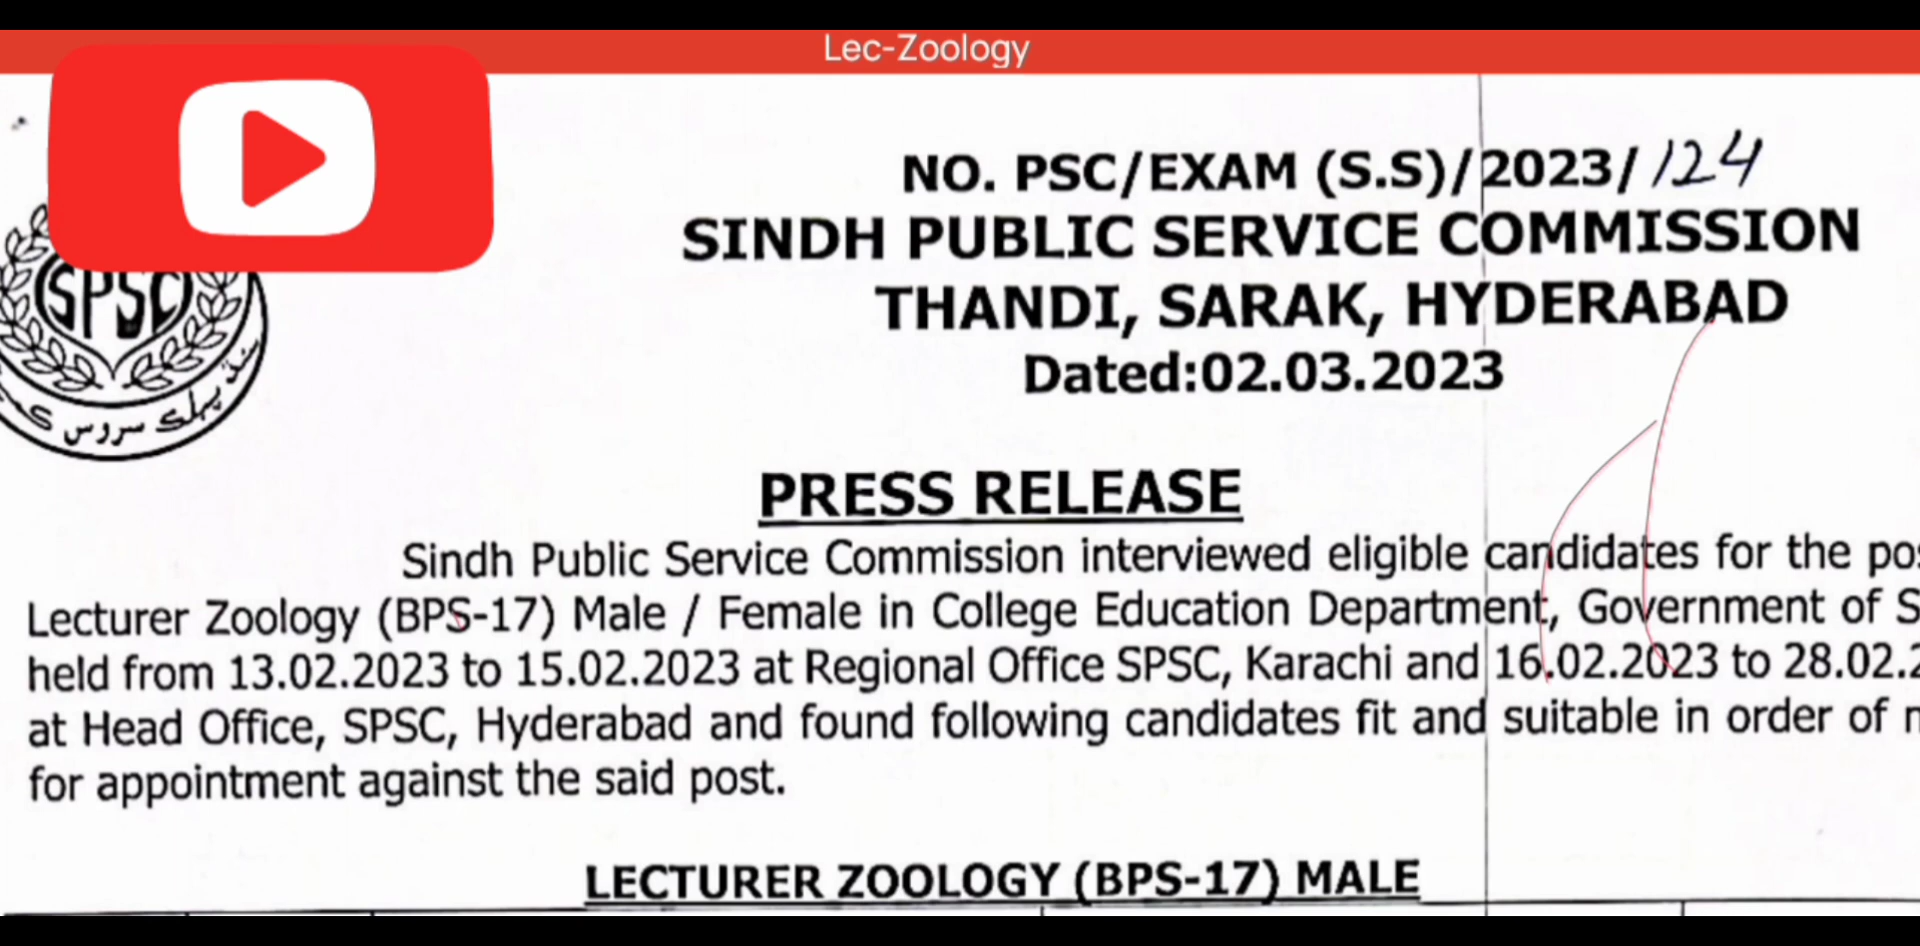 Lec-Zoology
NO. PSC/EXAM (S.S)/2023/124
SINDH PUBLIC SERVICE COMMISSION
THANDI, SARAK, HYDERABAD
Dated:02.03.2023
SPSC
پبلک سروس
PRESS RELEASE
Sindh Public Service Commission interviewed eligible candidates for the
Lecturer Zoology (BPS-17) Male / Female in College Education Department, Government of
held from 13.02.2023 to 15.02.2023 at Regional Office SPSC, Karachi and 16.02.2023 to 28.02.
at Head Office, SPSC, Hyderabad and found following candidates fit and suitable in order of
for appointment against the said post.
LECTURER ZOOLOGY (BPS-17) MALE